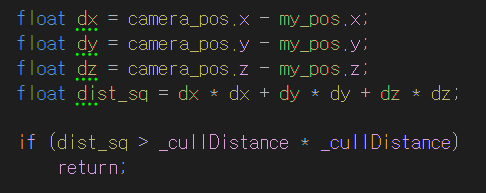 float dx = camera_pos.x - my_pos.x;
float dy = camera_pos.y - my_pos.y;
float dz = camera_pos.z - my_pos.z;
float dist_sq = dx * dx + dy * dy + dz * dz;
if (dist_sq > _cullDistance * _cullDistance)
return;